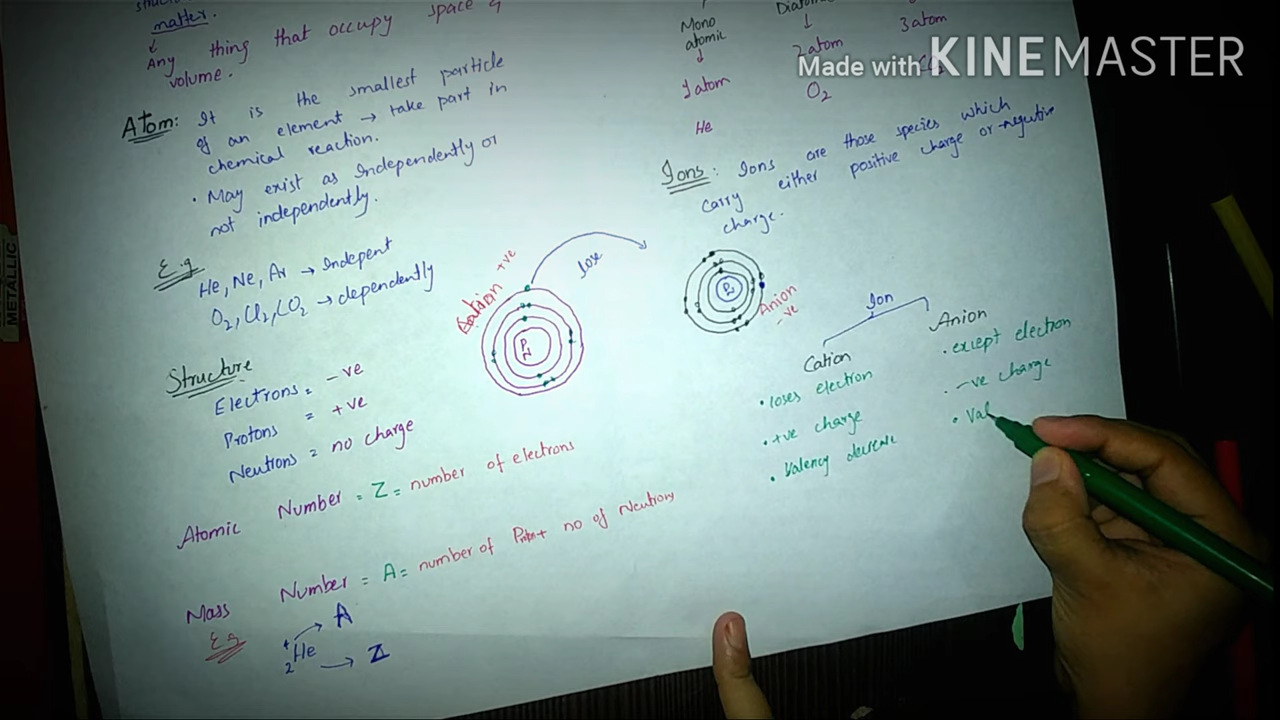 matter.
Any thing that occupy space &
volume.
Atom: It is the smallest particle
of an element → take part in
chemical reaction.
• May exist as Independently or
not independently.
E.g
He, Ne, Ar → Indepent
O2, Cl2, CO2 → dependently
Structure
Electrons = -ve
Protons = +ve
Neutrons = no charge
Atomic Number = Z = number of electrons
Mass Number = A = number of Proton + no of Neutrons
Eg
4
He
2
A
Z
Cation +ve
lose
P
N
Mono
atomic
↓
1 atom
He
2 atom
O2
3 atom
Made with KINEMASTER
Ions: Ions are those species which
carry either positive charge or negative
charge.
Anion
-ve
Ion
Cation
• loses electron
• +ve charge
• Valency decrease
Anion
• except electron
• -ve charge
• Val
METALLIC